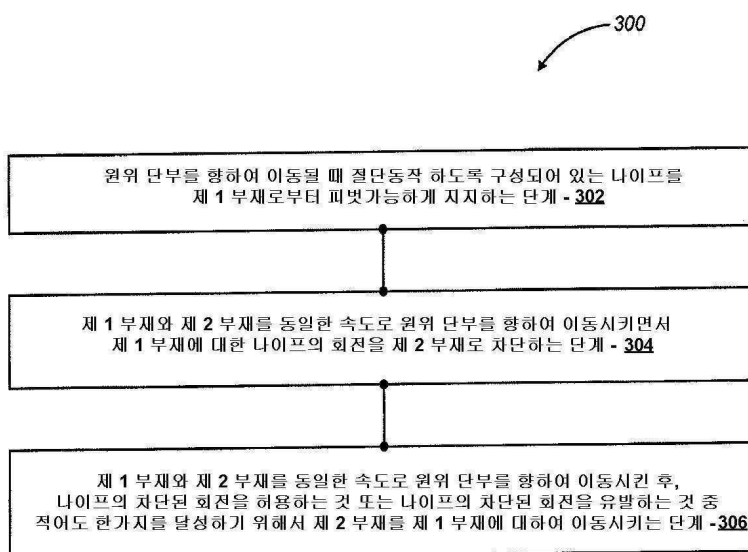 300
원위 단부를 향하여 이동될 때 절단동작 하도록 구성되어 있는 나이프를
제 1 부재로부터 피벗가능하게 지지하는 단계 - 302
제 1 부재와 제 2 부재를 동일한 속도로 원위 단부를 향하여 이동시키면서
제 1 부재에 대한 나이프의 회전을 제 2 부재로 차단하는 단계 - 304
제 1 부재와 제 2 부재를 동일한 속도로 원위 단부를 향하여 이동시킨 후,
나이프의 차단된 회전을 허용하는 것 또는 나이프의 차단된 회전을 유발하는 것 중
적어도 한가지를 달성하기 위해서 제 2 부재를 제 1 부재에 대하여 이동시키는 단계 -306